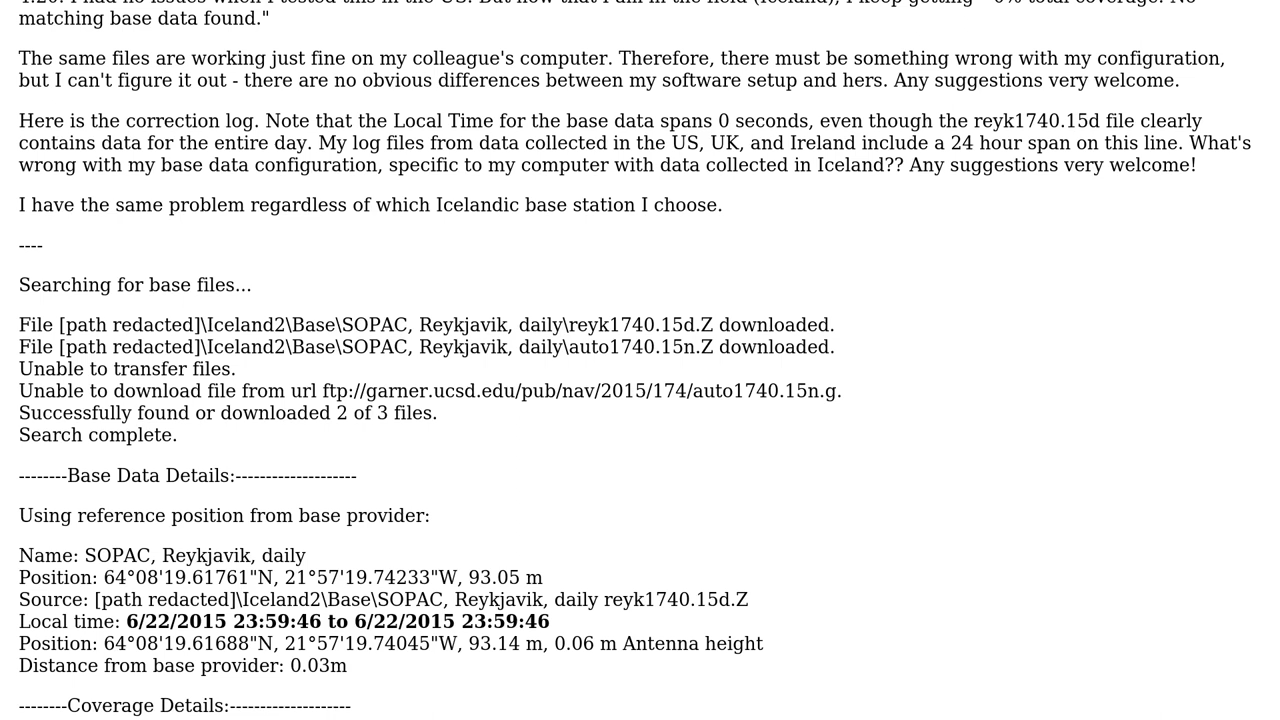 matching base data found."
The same files are working just fine on my colleague's computer. Therefore, there must be something wrong with my configuration,
but I can't figure it out - there are no obvious differences between my software setup and hers. Any suggestions very welcome.
Here is the correction log. Note that the Local Time for the base data spans 0 seconds, even though the reyk1740.15d file clearly
contains data for the entire day. My log files from data collected in the US, UK, and Ireland include a 24 hour span on this line. What's
wrong with my base data configuration, specific to my computer with data collected in Iceland?? Any suggestions very welcome!
I have the same problem regardless of which Icelandic base station I choose.
----
Searching for base files...
File [path redacted]\Iceland2\Base\SOPAC, Reykjavik, daily\reyk1740.15d.Z downloaded.
File [path redacted]\Iceland2\Base\SOPAC, Reykjavik, daily\auto1740.15n.Z downloaded.
Unable to transfer files.
Unable to download file from url ftp://garner.ucsd.edu/pub/nav/2015/174/auto1740.15n.g.
Successfully found or downloaded 2 of 3 files.
Search complete.
--------Base Data Details:--------------------
Using reference position from base provider:
Name: SOPAC, Reykjavik, daily
Position: 64°08'19.61761"N, 21°57'19.74233"W, 93.05 m
Source: [path redacted]\Iceland2\Base\SOPAC, Reykjavik, daily reyk1740.15d.Z
Local time: 6/22/2015 23:59:46 to 6/22/2015 23:59:46
Position: 64°08'19.61688"N, 21°57'19.74045"W, 93.14 m, 0.06 m Antenna height
Distance from base provider: 0.03m
--------Coverage Details:--------------------